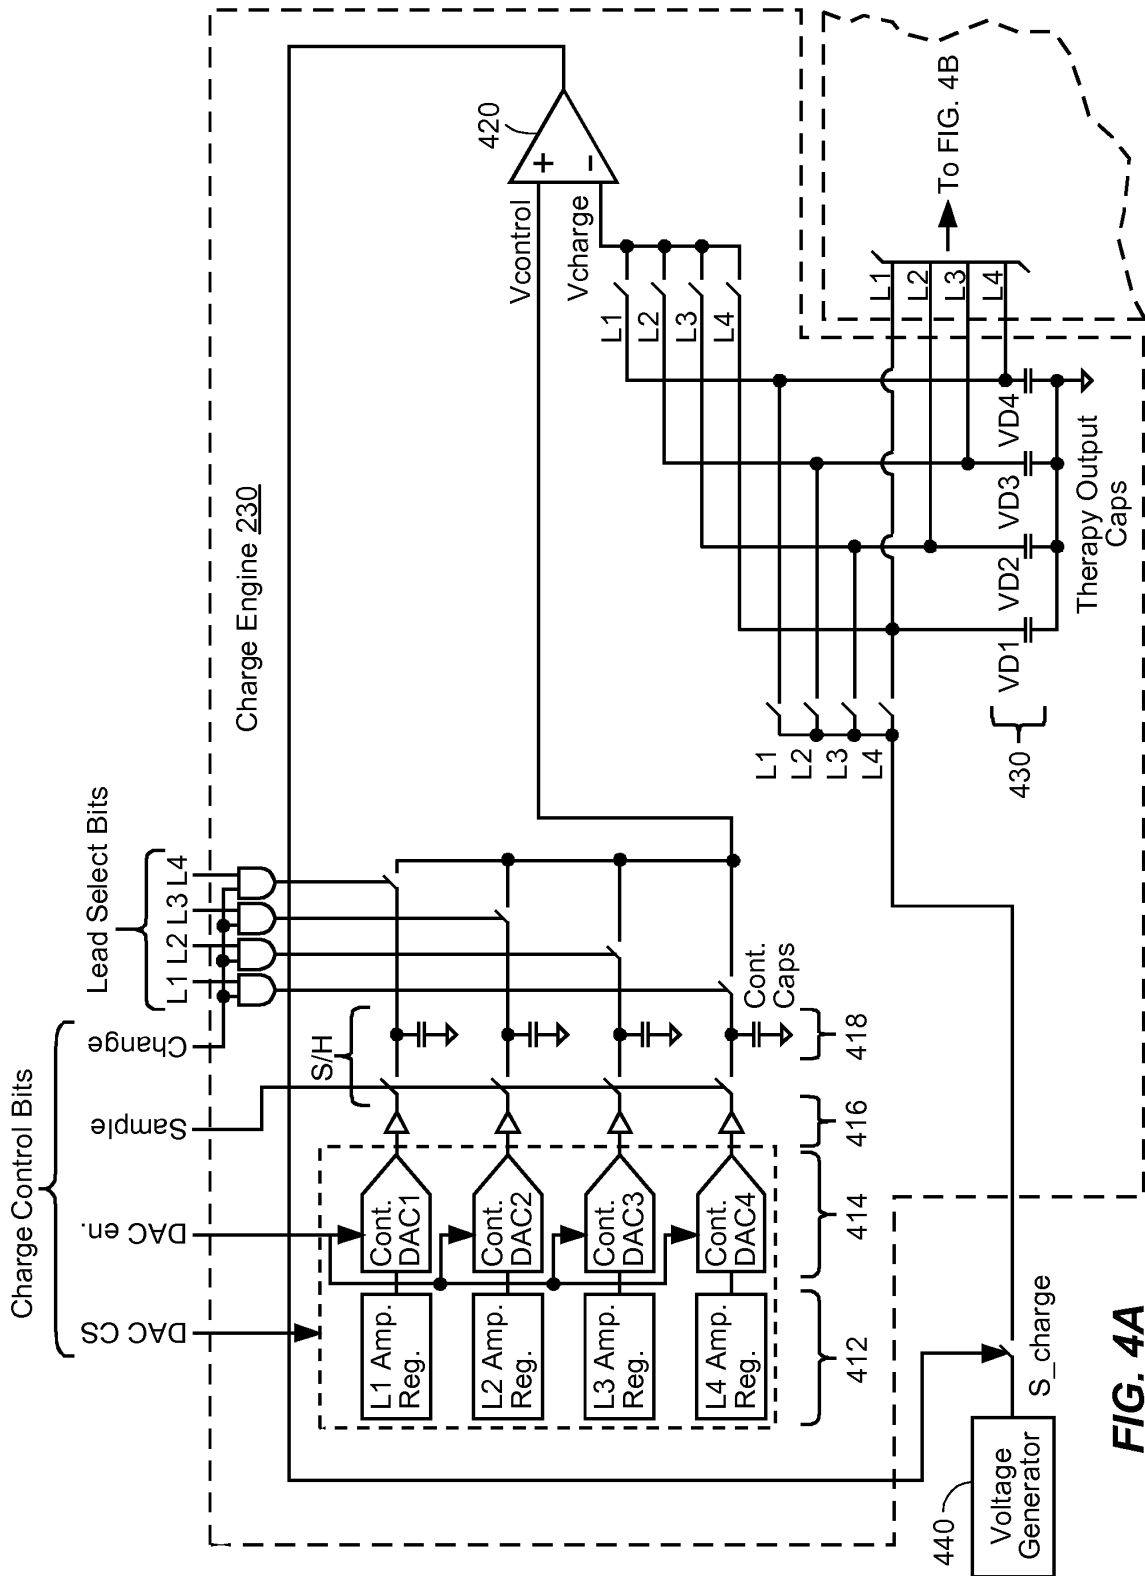 Charge Control Bits
DAC CS
DAC en.
Sample
Change
Lead Select Bits
L1
L2
L3
L4
Charge Engine 230
L1 Amp.
Reg.
L2 Amp.
Reg.
L3 Amp.
Reg.
L4 Amp.
Reg.
Cont.
DAC1
Cont.
DAC2
Cont.
DAC3
Cont.
DAC4
S/H
Cont.
Caps
412
414
416
418
Vcontrol
Vcharge
+
−
420
L1
L2
L3
L4
L1
L2
L3
L4
L1
L2
L3
L4
To FIG. 4B
VD1
VD2
VD3
VD4
430
Therapy Output
Caps
440
Voltage
Generator
S_charge
FIG. 4A